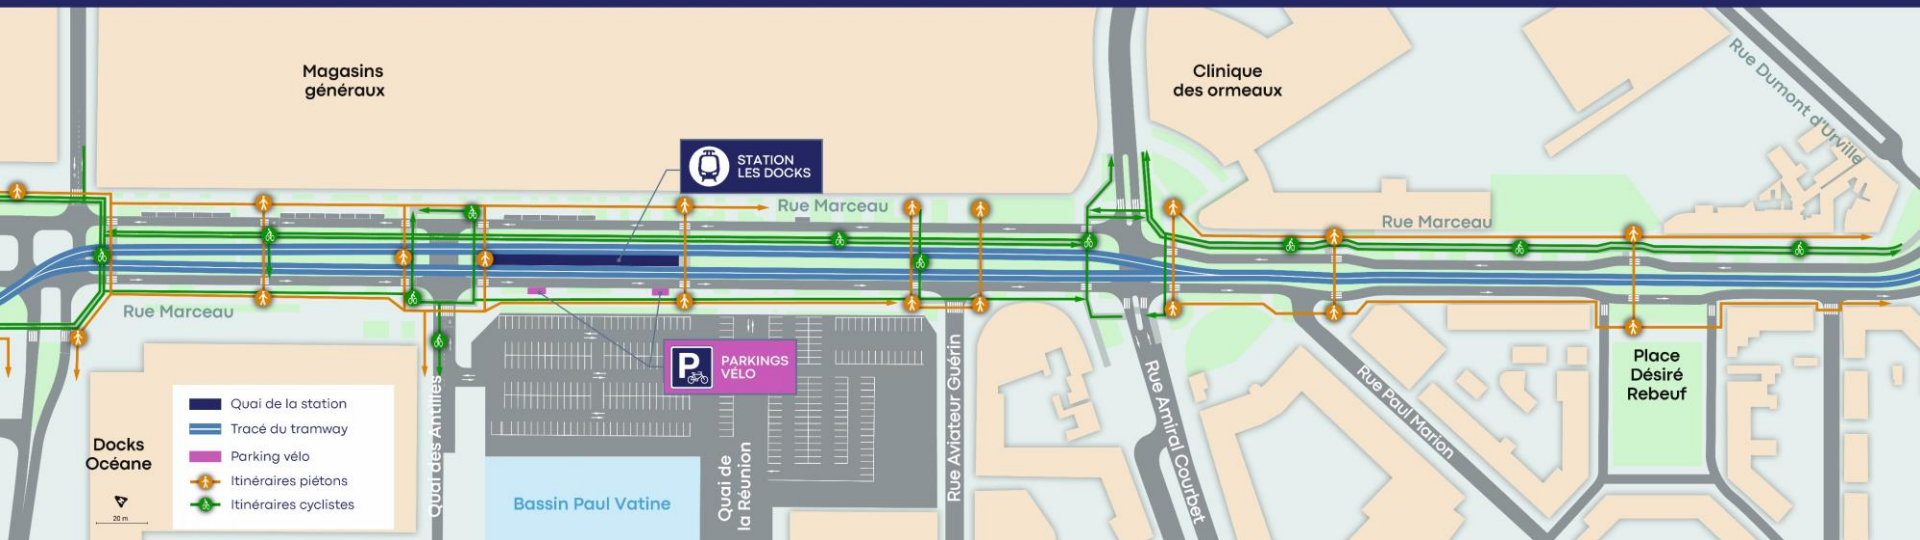 Magasins
généraux
Clinique
des ormeaux
Rue Dumont d'Urville
STATION
LES DOCKS
Rue Marceau
Rue Marceau
Rue Marceau
P
PARKINGS
VÉLO
Place
Désiré
Rebeuf
Quai de la station
Tracé du tramway
Parking vélo
Itinéraires piétons
Itinéraires cyclistes
Docks
Océane
20 m
Quai des Antilles
Bassin Paul Vatine
Quai de
la Réunion
Rue Aviateur Guérin
Rue Amiral Courbet
Rue Paul Marion